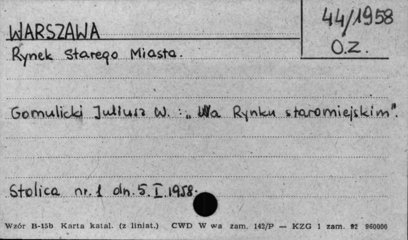 WARSZAWA
44/1958
O.Z.
Rynek Starego Miasta.
Gomulicki Juliusz W. : „Na Rynku staromiejskim".
Stolica nr. 1 dn. 5. I. 1958.
Wzór B-15b Karta katal. (z liniat.) CWD W wa zam. 142/P — KZG 1 zam. 92 960000